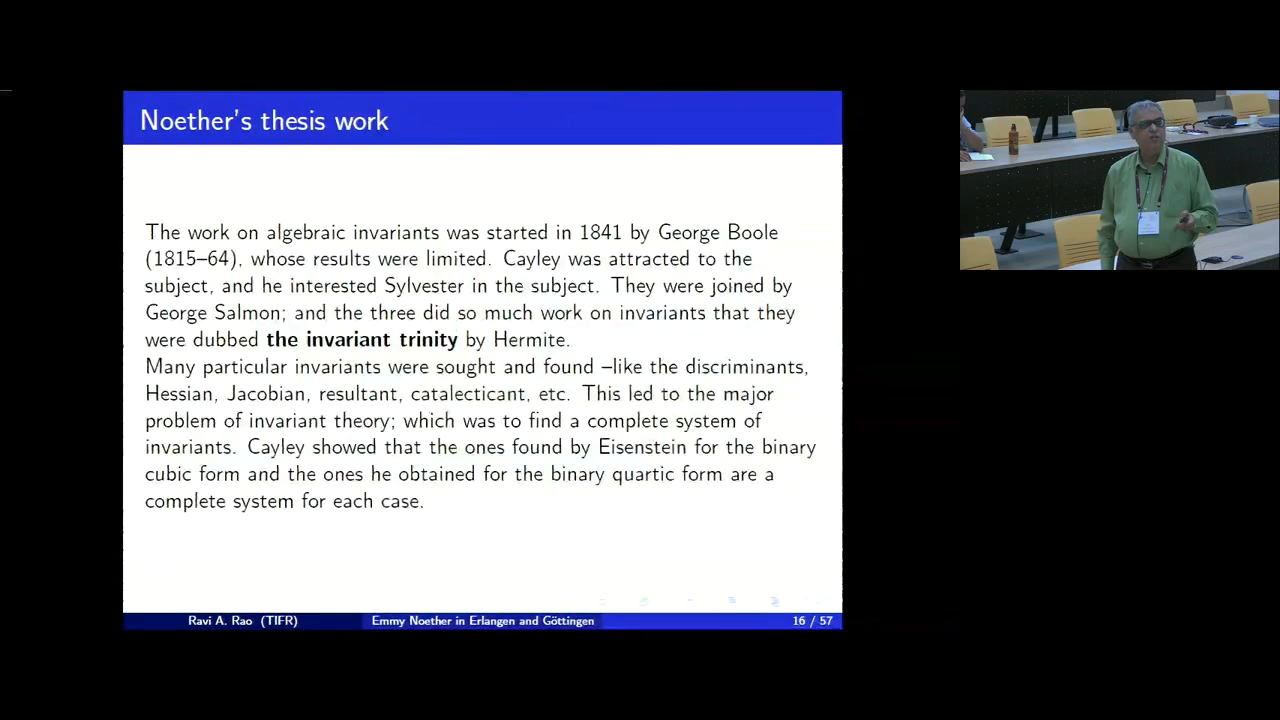 Noether's thesis work
The work on algebraic invariants was started in 1841 by George Boole
(1815–64), whose results were limited. Cayley was attracted to the
subject, and he interested Sylvester in the subject. They were joined by
George Salmon; and the three did so much work on invariants that they
were dubbed the invariant trinity by Hermite.
Many particular invariants were sought and found –like the discriminants,
Hessian, Jacobian, resultant, catalecticant, etc. This led to the major
problem of invariant theory; which was to find a complete system of
invariants. Cayley showed that the ones found by Eisenstein for the binary
cubic form and the ones he obtained for the binary quartic form are a
complete system for each case.
Ravi A. Rao (TIFR) Emmy Noether in Erlangen and Göttingen 16 / 57